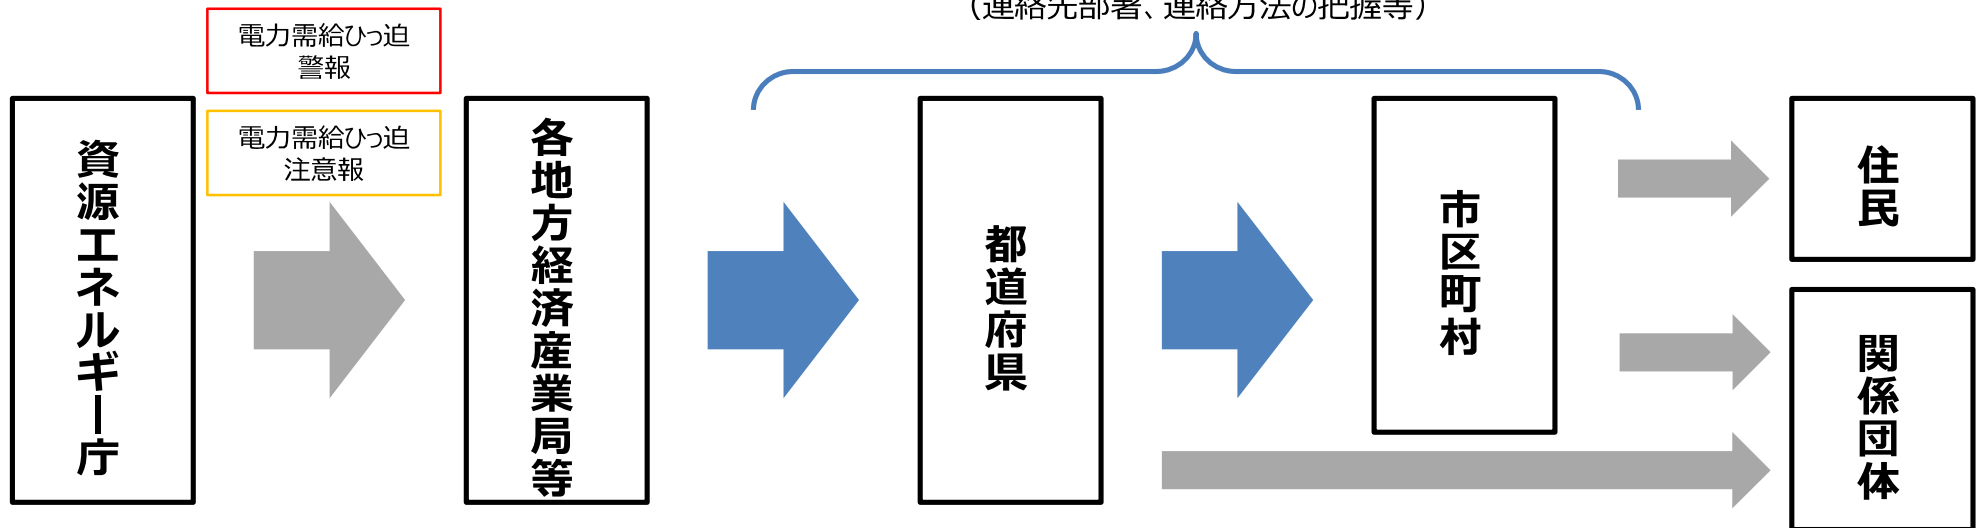 （連絡先部署、連絡方法の把握等）
電力需給ひっ迫
警報
電力需給ひっ迫
注意報
資源エネルギー庁
各地方経済産業局等
都道府県
市区町村
住民
関係団体